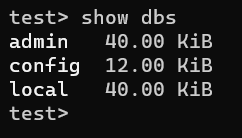 test> show dbs
admin   40.00 KiB
config  12.00 KiB
local   40.00 KiB
test>